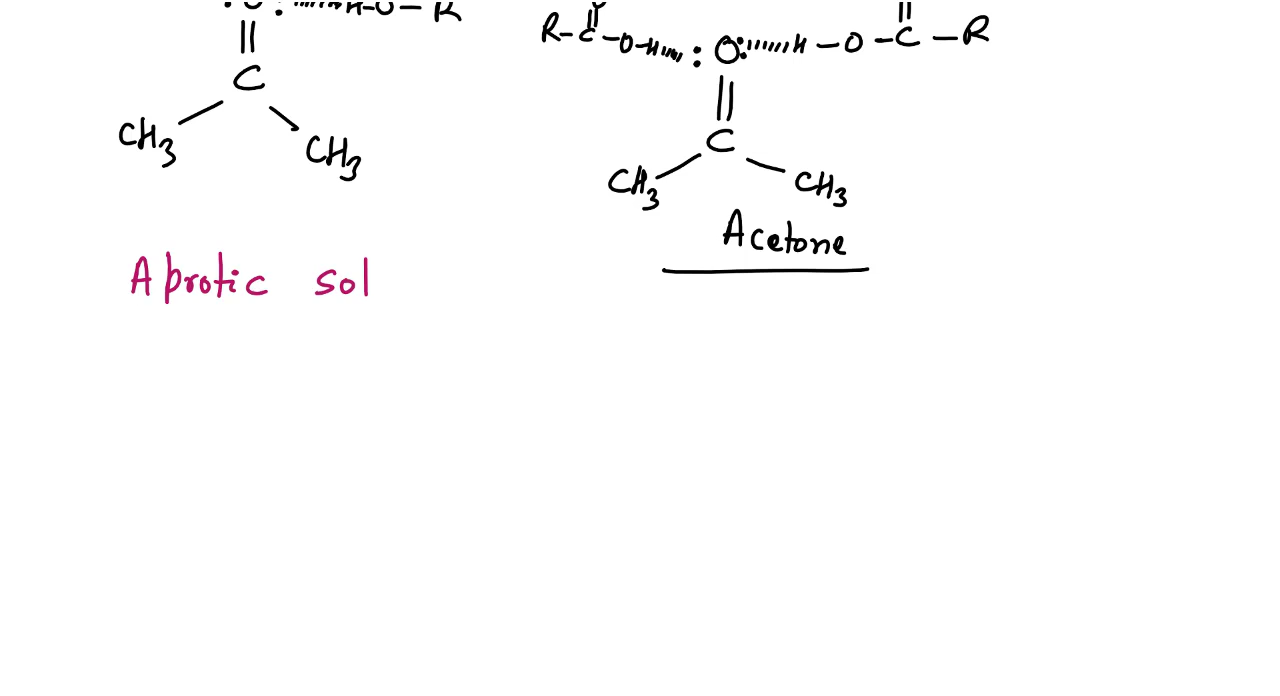 : O : H-O-R
||
C
CH3 CH3
R-C-O-H : O : H-O-C-R
||
C
CH3 CH3
Acetone
Aprotic sol